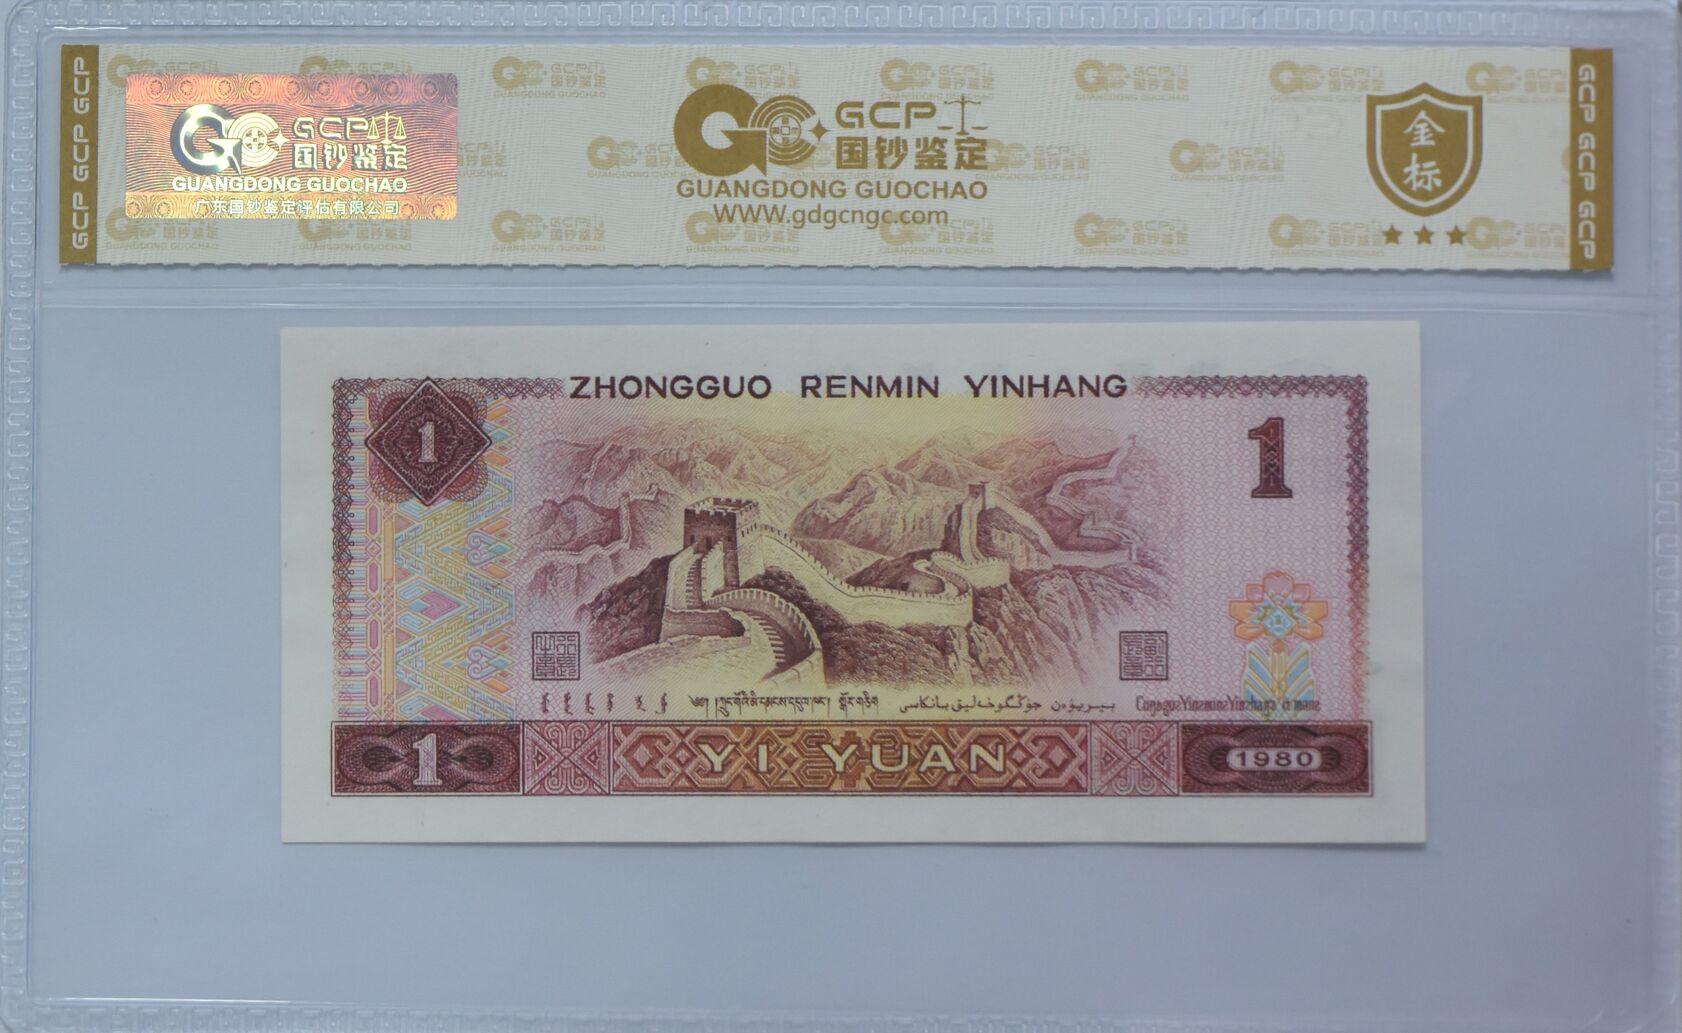 GCP GCP GCP
GCP
国钞鉴定
GUANGDONG GUOCHAO
广东国钞鉴定评估有限公司
GCP
国钞鉴定
GUANGDONG GUOCHAO
WWW.gdgcngc.com
金标
GCP GCP GCP
ZHONGGUO RENMIN YINHANG
1
1
1
YI YUAN
1980